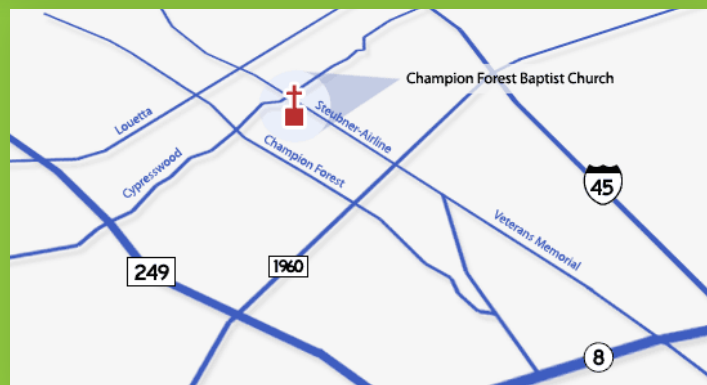 Champion Forest Baptist Church
Louetta
Steubner-Airline
Cypresswood
Champion Forest
45
Veterans Memorial
249
1960
8